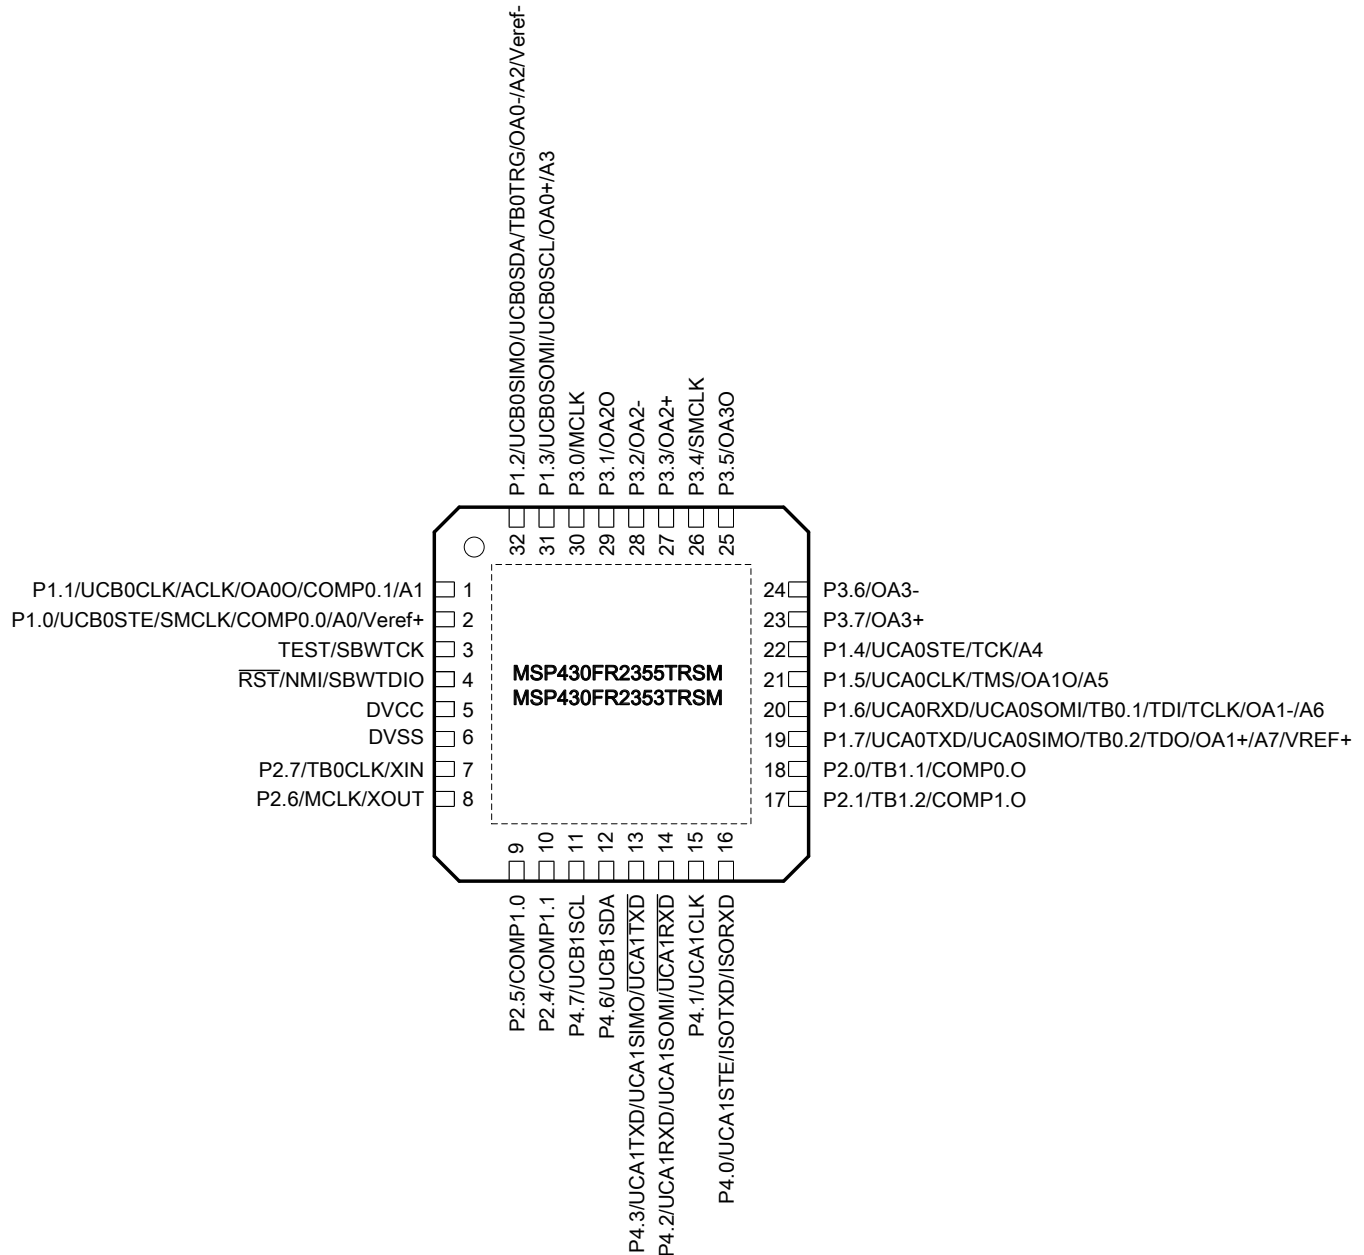 P1.2/UCB0SIMO/UCB0SDA/TB0TRG/OA0-/A2/Veref-
P1.3/UCB0SOMI/UCB0SCL/OA0+/A3
P3.0/MCLK
P3.1/OA2O
P3.2/OA2-
P3.3/OA2+
P3.4/SMCLK
P3.5/OA3O
32
31
30
29
28
27
26
25
P1.1/UCB0CLK/ACLK/OA0O/COMP0.1/A1
1
P1.0/UCB0STE/SMCLK/COMP0.0/A0/Veref+
2
TEST/SBWTCK
3
RST/NMI/SBWTDIO
4
DVCC
5
DVSS
6
P2.7/TB0CLK/XIN
7
P2.6/MCLK/XOUT
8
MSP430FR2355TRSM
MSP430FR2353TRSM
24
P3.6/OA3-
23
P3.7/OA3+
22
P1.4/UCA0STE/TCK/A4
21
P1.5/UCA0CLK/TMS/OA1O/A5
20
P1.6/UCA0RXD/UCA0SOMI/TB0.1/TDI/TCLK/OA1-/A6
19
P1.7/UCA0TXD/UCA0SIMO/TB0.2/TDO/OA1+/A7/VREF+
18
P2.0/TB1.1/COMP0.O
17
P2.1/TB1.2/COMP1.O
9
10
11
12
13
14
15
16
P2.5/COMP1.0
P2.4/COMP1.1
P4.7/UCB1SCL
P4.6/UCB1SDA
P4.3/UCA1TXD/UCA1SIMO/UCA1TXD
P4.2/UCA1RXD/UCA1SOMI/UCA1RXD
P4.1/UCA1CLK
P4.0/UCA1STE/ISOTXD/ISORXD